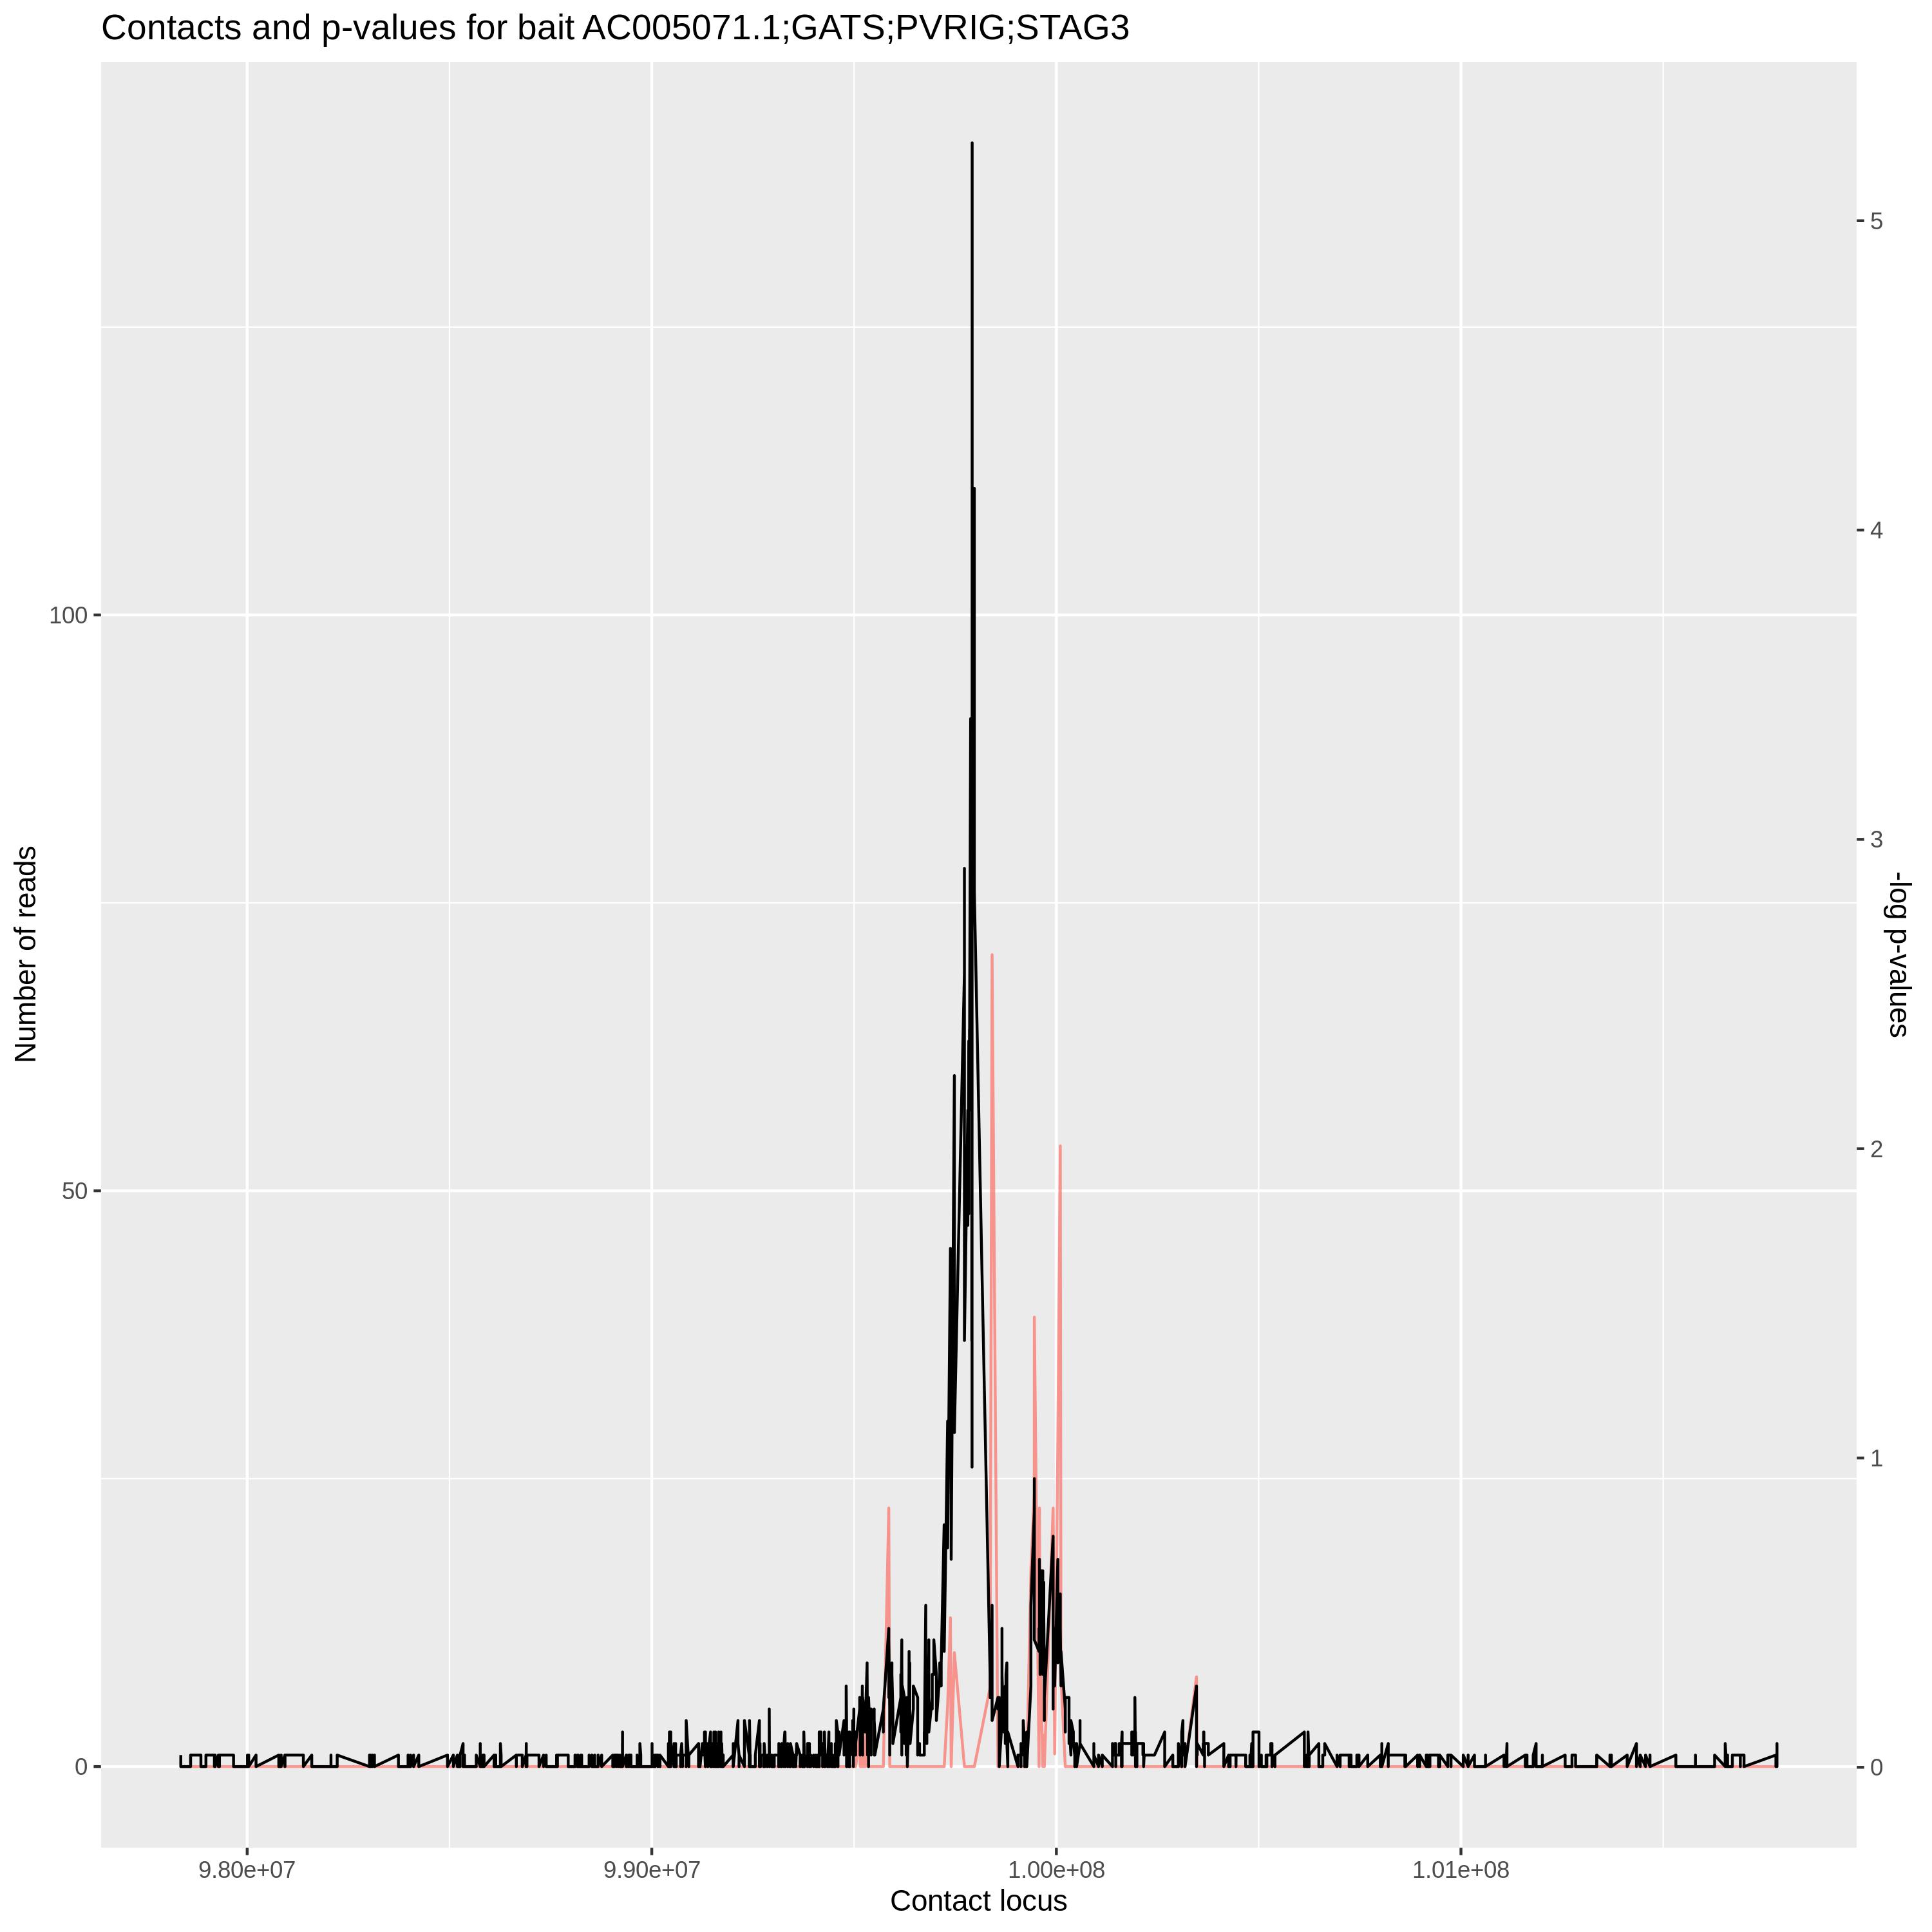 Contacts and p-values for bait AC005071.1;GATS;PVRIG;STAG3
Number of reads
100
50
0
5
4
3
2
1
0
-log p-values
9.80e+07
9.90e+07
1.00e+08
1.01e+08
Contact locus